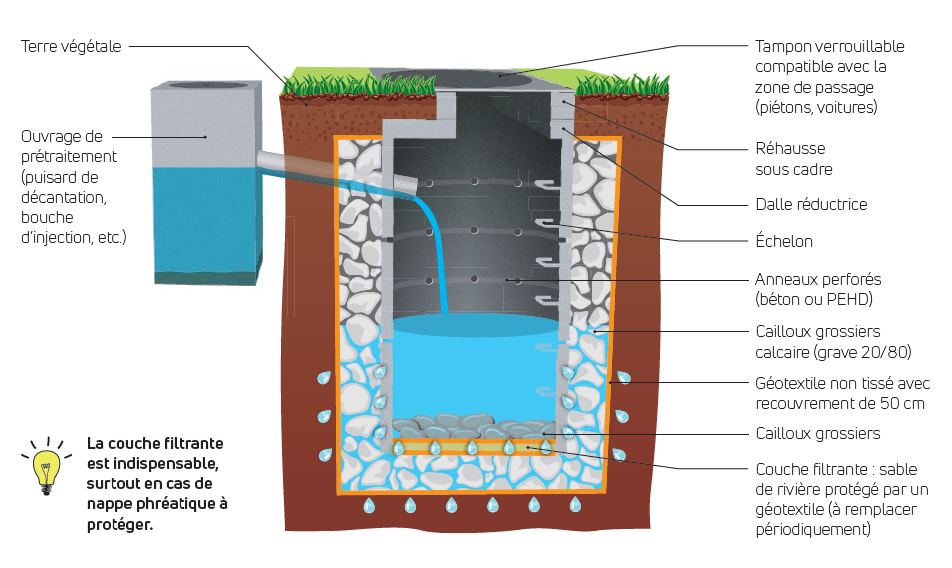 Terre végétale
Ouvrage de
prétraitement
(puisard de
décantation,
bouche
d'injection, etc.)
Tampon verrouillable
compatible avec la
zone de passage
(piétons, voitures)
Réhausse
sous cadre
Dalle réductrice
Échelon
Anneaux perforés
(béton ou PEHD)
Cailloux grossiers
calcaire (grave 20/80)
Géotextile non tissé avec
recouvrement de 50 cm
Cailloux grossiers
Couche filtrante : sable
de rivière protégé par un
géotextile (à remplacer
périodiquement)
La couche filtrante
est indispensable,
surtout en cas de
nappe phréatique à
protéger.